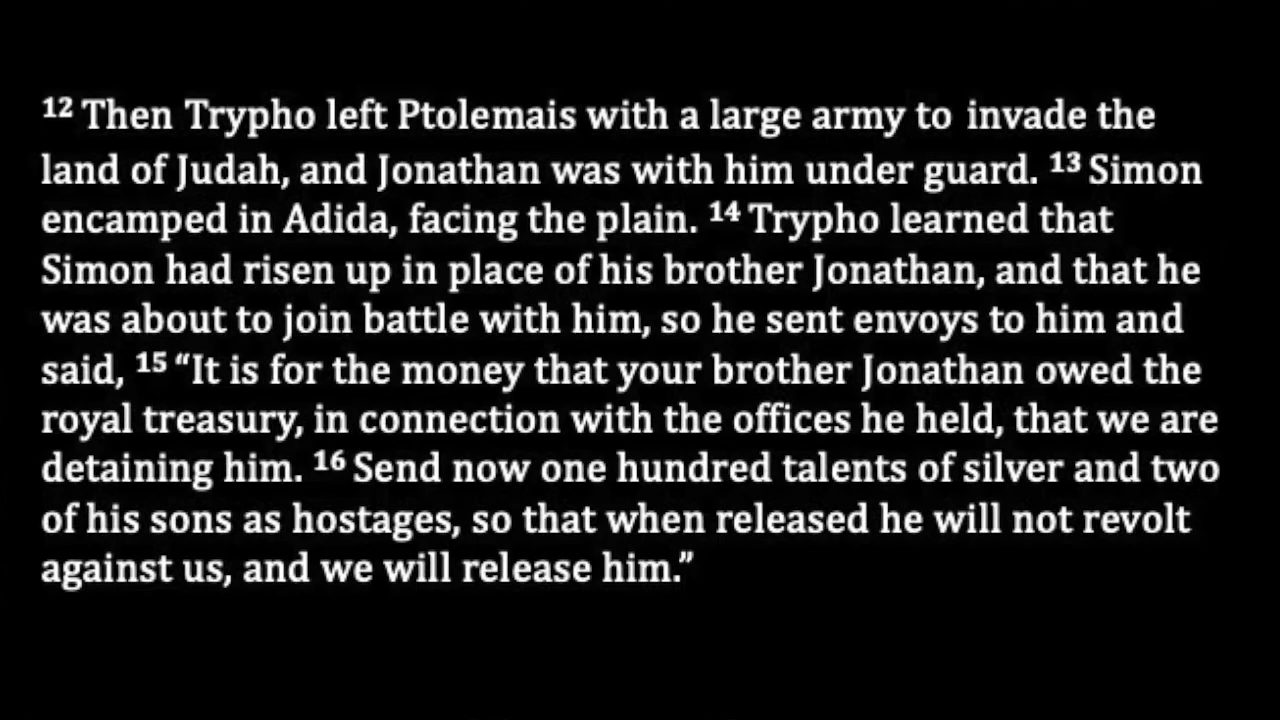 12 Then Trypho left Ptolemais with a large army to invade the
land of Judah, and Jonathan was with him under guard. 13 Simon
encamped in Adida, facing the plain. 14 Trypho learned that
Simon had risen up in place of his brother Jonathan, and that he
was about to join battle with him, so he sent envoys to him and
said, 15 “It is for the money that your brother Jonathan owed the
royal treasury, in connection with the offices he held, that we are
detaining him. 16 Send now one hundred talents of silver and two
of his sons as hostages, so that when released he will not revolt
against us, and we will release him.”